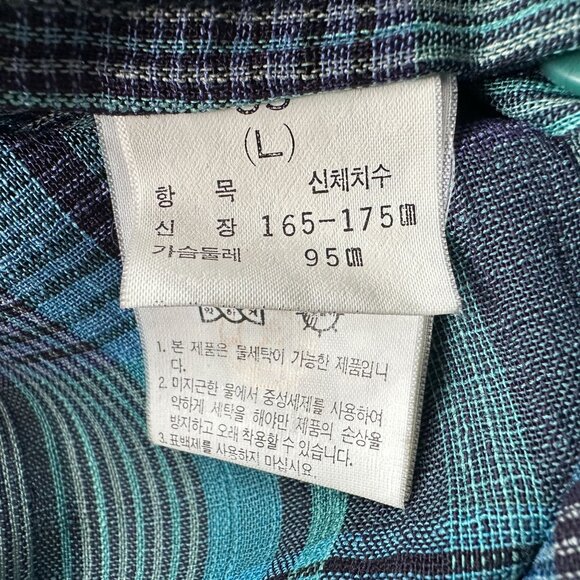 (L)
항 목 신체치수
신 장 165-175㎝
가슴둘레 95㎝
1. 본 제품은 물세탁이 가능한 제품입니
다.
2. 미지근한 물에서 중성세제를 사용하여
약하게 세탁을 해야만 제품의 손상을
방지하고 오래 착용할 수 있습니다.
3. 표백제를 사용하지 마십시요.